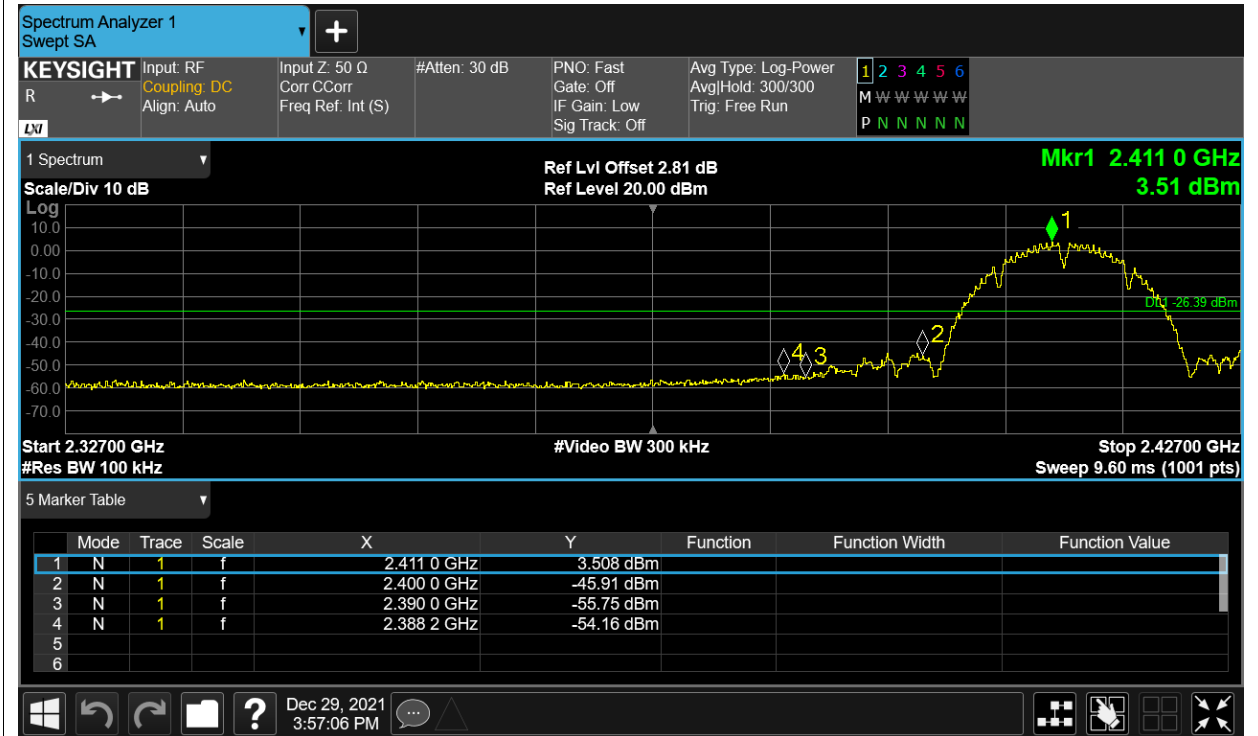 Spectrum Analyzer 1
Swept SA
+
KEYSIGHT Input: RF Input Z: 50 Ω #Atten: 30 dB PNO: Fast Avg Type: Log-Power 1 2 3 4 5 6
R Coupling: DC Corr CCorr Gate: Off Avg|Hold: 300/300 M W W W W W
Align: Auto Freq Ref: Int (S) IF Gain: Low Trig: Free Run
LXI Sig Track: Off P N N N N N
1 Spectrum Ref Lvl Offset 2.81 dB Mkr1 2.411 0 GHz
Scale/Div 10 dB Ref Level 20.00 dBm 3.51 dBm
Log
10.0
0.00
-10.0
-20.0
-30.0
-40.0
-50.0
-60.0
-70.0
1
DL1 -26.39 dBm
2
4 3
Start 2.32700 GHz #Video BW 300 kHz Stop 2.42700 GHz
#Res BW 100 kHz Sweep 9.60 ms (1001 pts)
5 Marker Table
Mode Trace Scale X Y Function Function Width Function Value
1 N 1 f 2.411 0 GHz 3.508 dBm
2 N 1 f 2.400 0 GHz -45.91 dBm
3 N 1 f 2.390 0 GHz -55.75 dBm
4 N 1 f 2.388 2 GHz -54.16 dBm
5
6
? Dec 29, 2021
3:57:06 PM